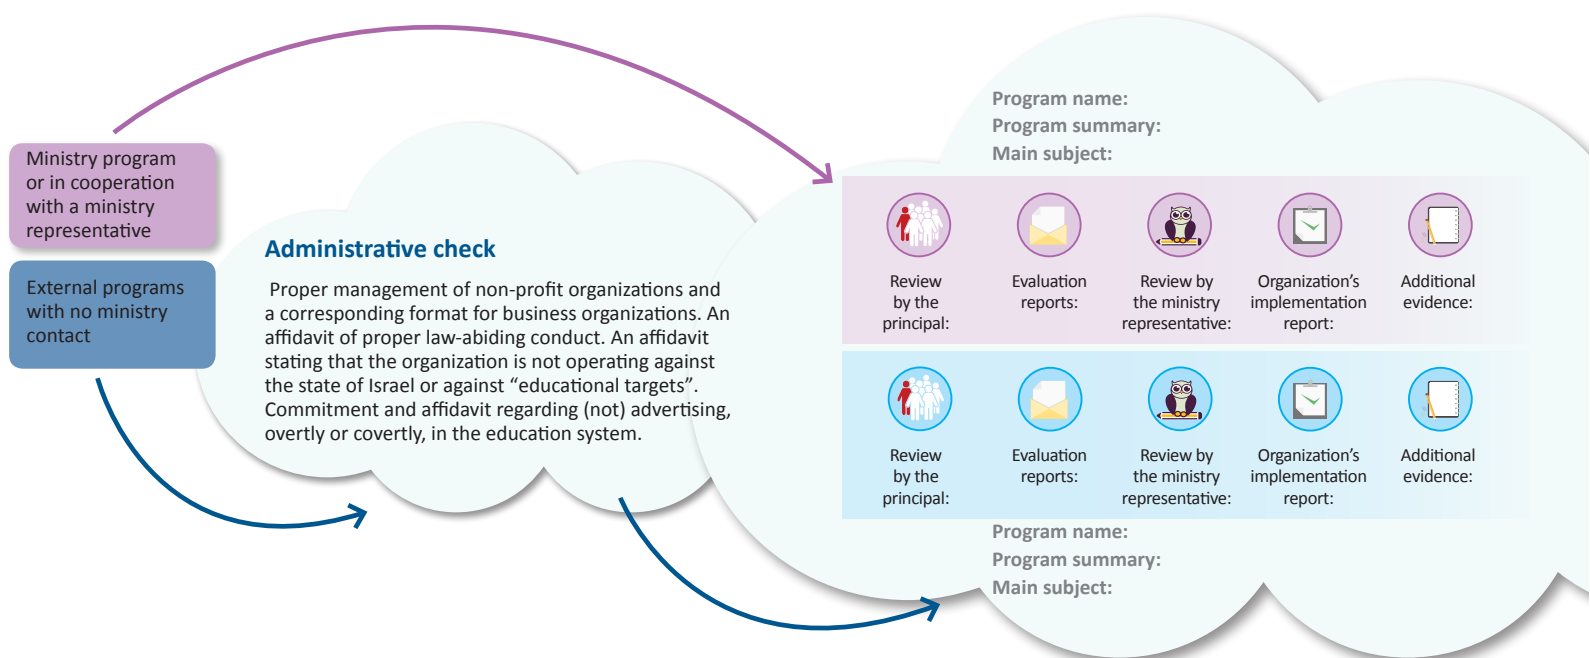 Ministry program
or in cooperation
with a ministry
representative
External programs
with no ministry
contact
Administrative check
Proper management of non-profit organizations and
a corresponding format for business organizations. An
affidavit of proper law-abiding conduct. An affidavit
stating that the organization is not operating against
the state of Israel or against “educational targets”.
Commitment and affidavit regarding (not) advertising,
overtly or covertly, in the education system.
Program name:
Program summary:
Main subject:
Review
by the
principal:
Evaluation
reports:
Review by
the ministry
representative:
Organization’s
implementation
report:
Additional
evidence:
Review
by the
principal:
Evaluation
reports:
Review by
the ministry
representative:
Organization’s
implementation
report:
Additional
evidence:
Program name:
Program summary:
Main subject: